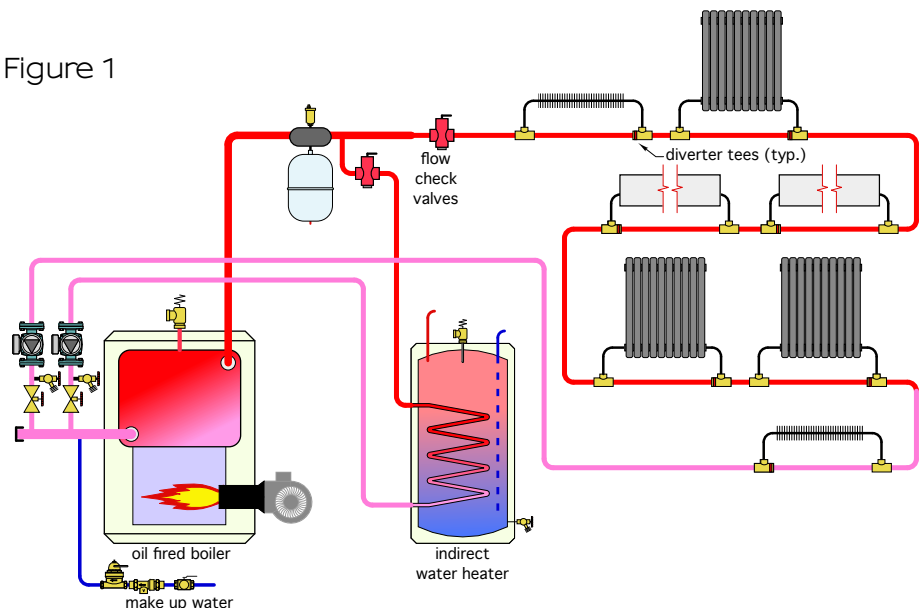 Figure 1
flow
check
valves
diverter tees (typ.)
oil fired boiler
indirect
water heater
make up water